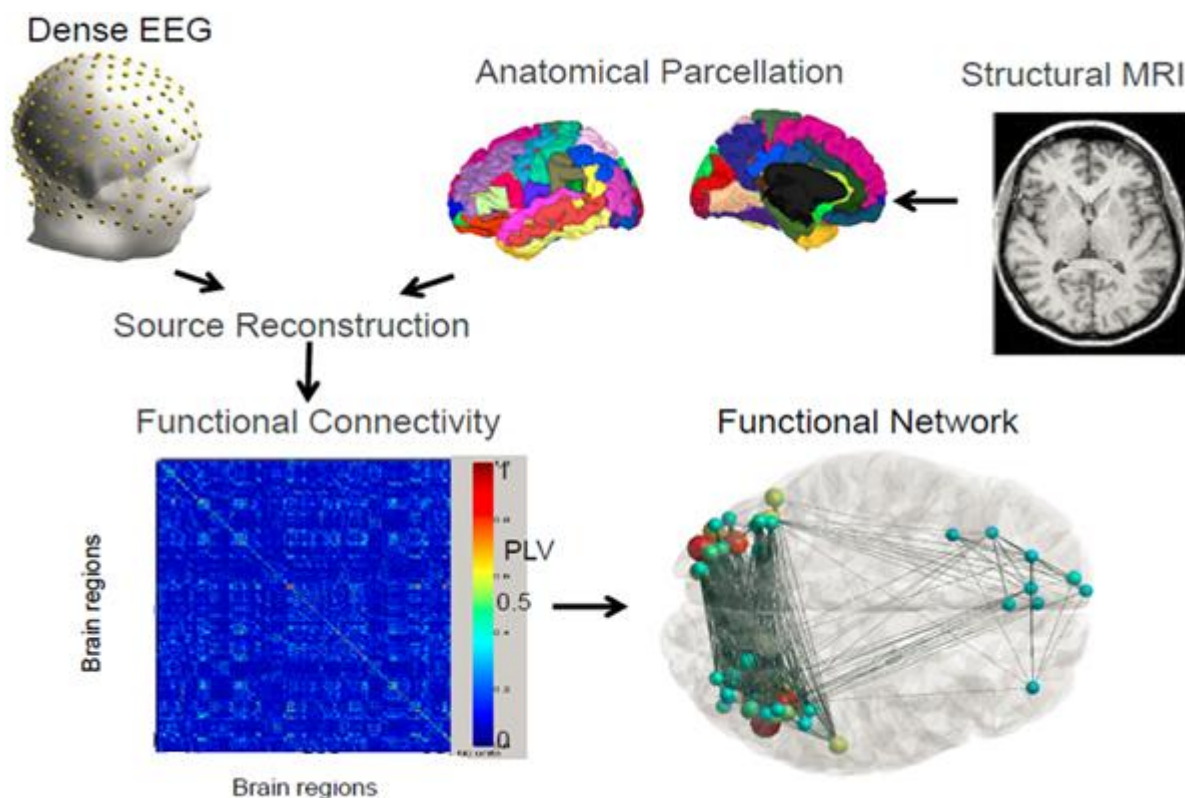 Dense EEG
Anatomical Parcellation
Structural MRI
Source Reconstruction
Functional Connectivity
Functional Network
1
PLV
0.5
0
Brain regions
Brain regions